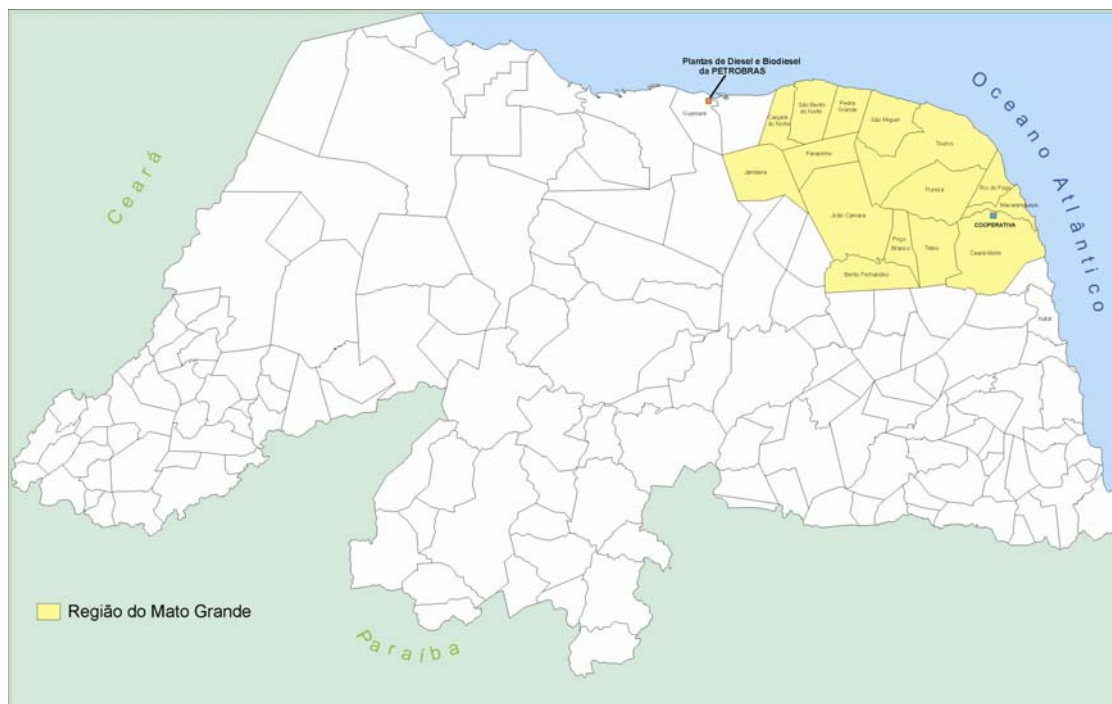 Plantas de Diesel e Biodiesel
da PETROBRAS
Oceano Atlântico
Ceará
Guamaré
Caiçara
do Norte
São Bento
do Norte
Pedra
Grande
São Miguel
Touros
Parazinho
Jandaíra
Pureza
Rio do Fogo
Maxaranguape
COOPERATIVA
João Câmara
Poço
Branco
Taipu
Ceará Mirim
Bento Fernandes
Natal
Região do Mato Grande
Paraíba